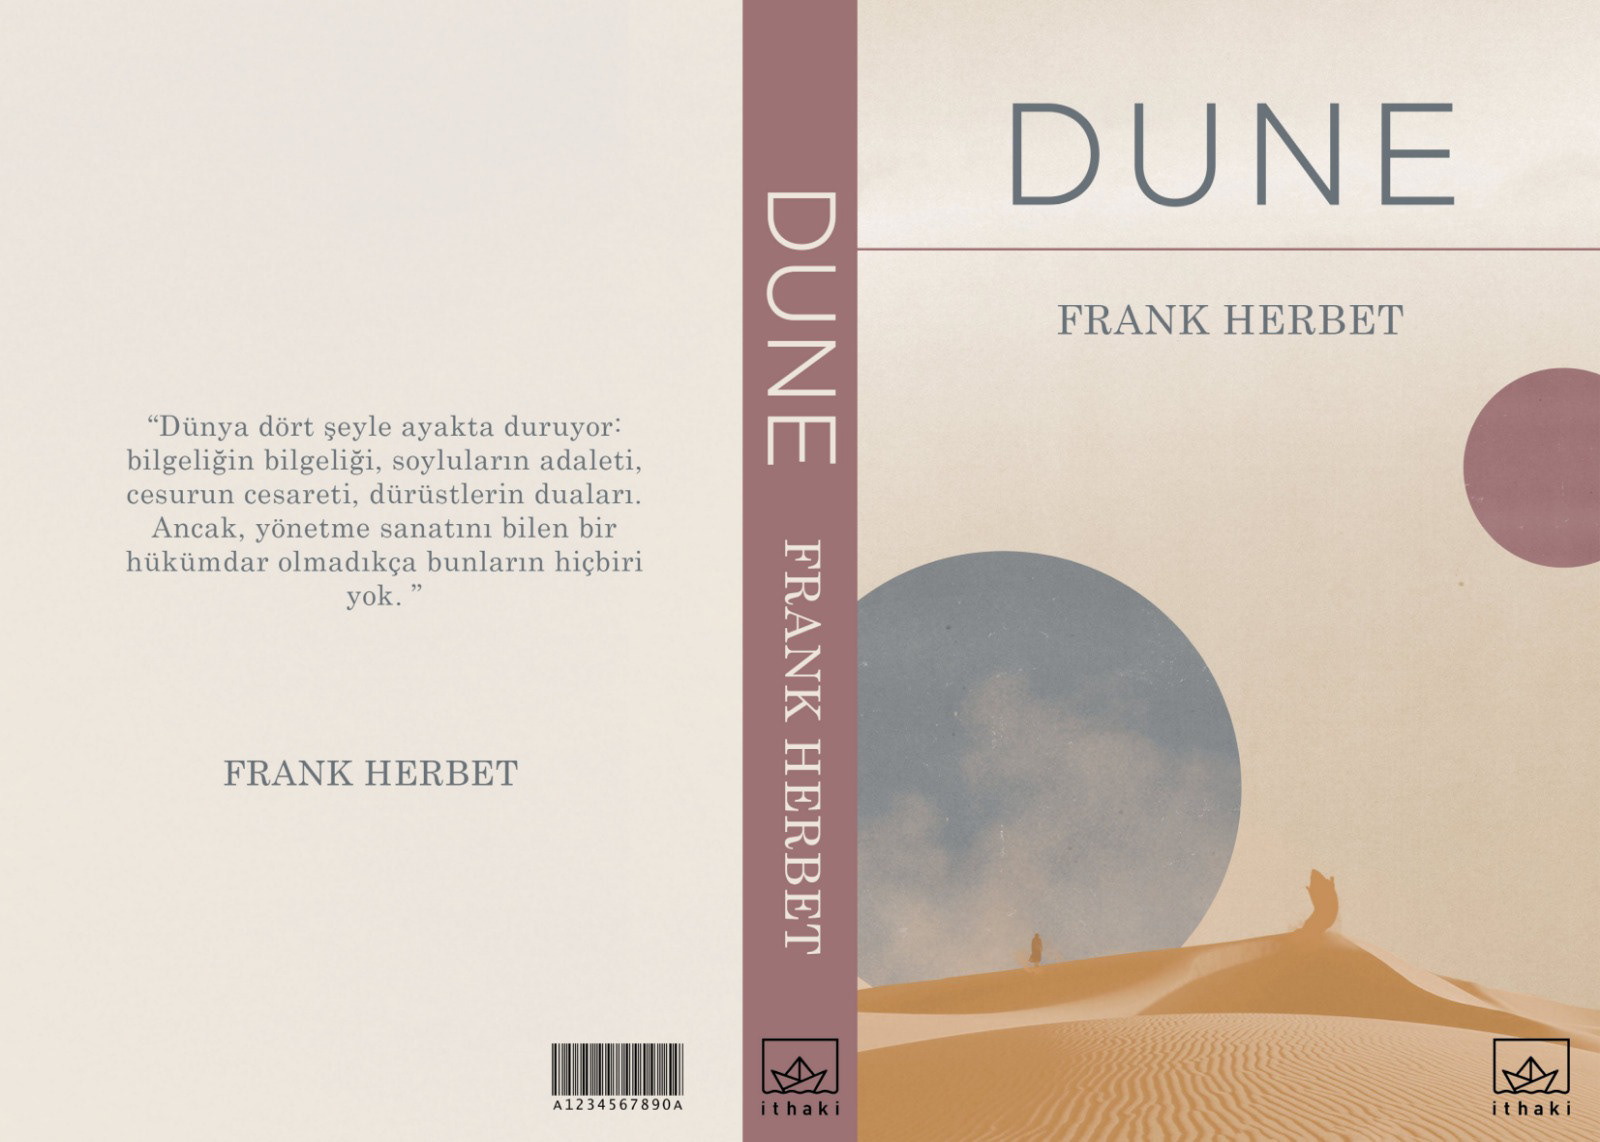 “Dünya dört şeyle ayakta duruyor:
bilgeliğin bilgeliği, soyluların adaleti,
cesurun cesareti, dürüstlerin duaları.
Ancak, yönetme sanatını bilen bir
hükümdar olmadıkça bunların hiçbiri
yok. ”
FRANK HERBET
A1234567890A
DUNE FRANK HERBET
ithaki
DUNE
FRANK HERBET
ithaki